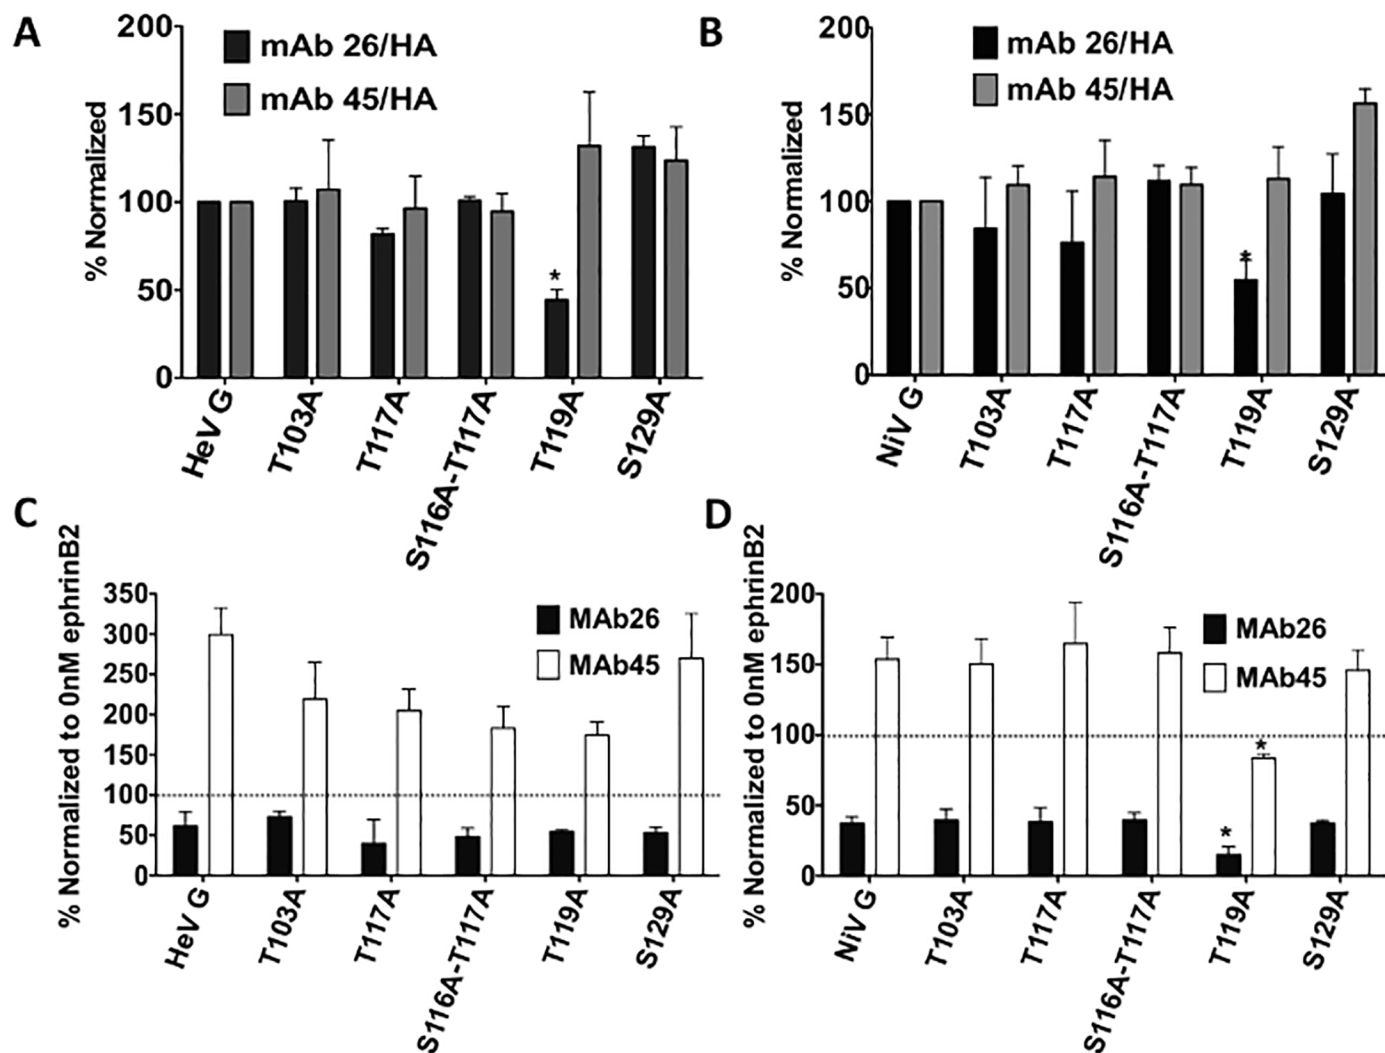 A
% Normalized
200
150
100
50
0
mAb 26/HA
mAb 45/HA
*
HeV G
T103A
T117A
S116A-T117A
T119A
S129A
B
% Normalized
200
150
100
50
0
mAb 26/HA
mAb 45/HA
*
NiV G
T103A
T117A
S116A-T117A
T119A
S129A
C
% Normalized to 0nM ephrinB2
350
300
250
200
150
100
50
0
MAb26
MAb45
HeV G
T103A
T117A
S116A-T117A
T119A
S129A
D
% Normalized to 0nM ephrinB2
200
150
100
50
0
MAb26
MAb45
*
*
NiV G
T103A
T117A
S116A-T117A
T119A
S129A